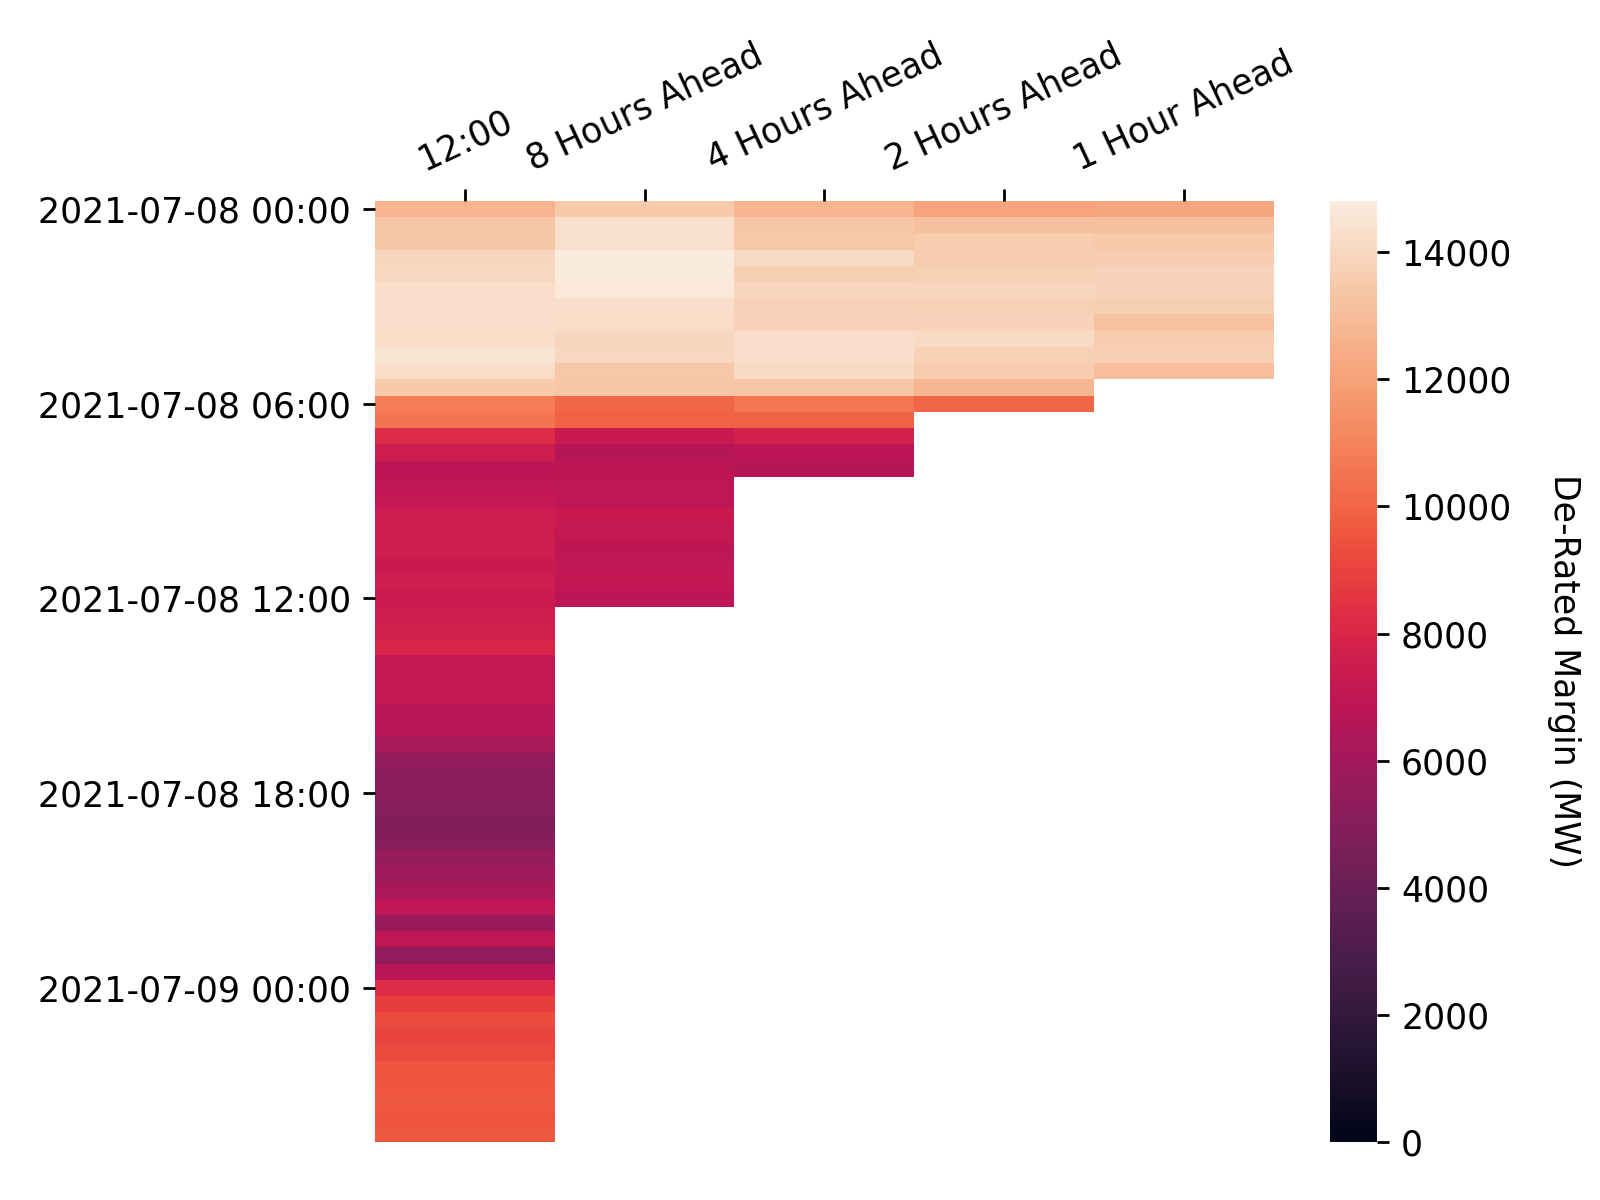 12:00
8 Hours Ahead
4 Hours Ahead
2 Hours Ahead
1 Hour Ahead
2021-07-08 00:00
2021-07-08 06:00
2021-07-08 12:00
2021-07-08 18:00
2021-07-09 00:00
14000
12000
10000
8000
6000
4000
2000
0
De-Rated Margin (MW)